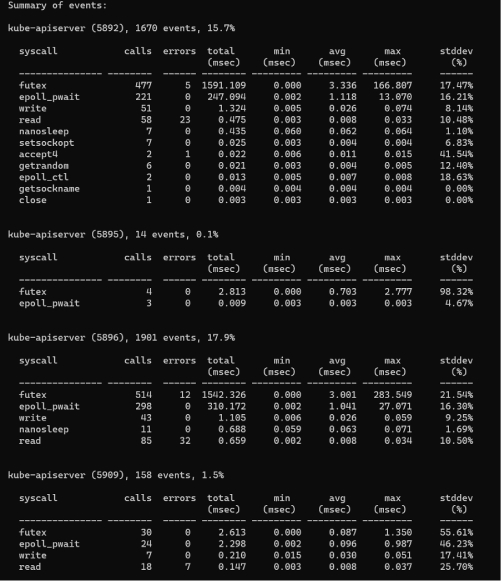 Summary of events:
kube-apiserver (5892), 1670 events, 15.7%
syscall calls errors total min avg max stddev
(msec) (msec) (msec) (msec) (%)
--------------- -------- ------ -------- --------- --------- --------- ------
futex 477 5 1591.109 0.000 3.336 166.807 17.47%
epoll_pwait 221 0 247.094 0.002 1.118 13.070 16.21%
write 51 0 1.324 0.005 0.026 0.074 8.14%
read 58 23 0.475 0.003 0.008 0.033 10.48%
nanosleep 7 0 0.435 0.060 0.062 0.064 1.10%
setsockopt 7 0 0.025 0.003 0.004 0.004 6.83%
accept4 2 1 0.022 0.006 0.011 0.015 41.54%
getrandom 6 0 0.021 0.003 0.004 0.005 12.40%
epoll_ctl 2 0 0.013 0.005 0.007 0.008 18.63%
getsockname 1 0 0.004 0.004 0.004 0.004 0.00%
close 1 0 0.003 0.003 0.003 0.003 0.00%
kube-apiserver (5895), 14 events, 0.1%
syscall calls errors total min avg max stddev
(msec) (msec) (msec) (msec) (%)
--------------- -------- ------ -------- --------- --------- --------- ------
futex 4 0 2.813 0.000 0.703 2.777 98.32%
epoll_pwait 3 0 0.009 0.003 0.003 0.003 4.67%
kube-apiserver (5896), 1901 events, 17.9%
syscall calls errors total min avg max stddev
(msec) (msec) (msec) (msec) (%)
--------------- -------- ------ -------- --------- --------- --------- ------
futex 514 12 1542.326 0.000 3.001 283.549 21.54%
epoll_pwait 298 0 310.172 0.002 1.041 27.071 16.30%
write 43 0 1.105 0.006 0.026 0.059 9.25%
nanosleep 11 0 0.688 0.059 0.063 0.071 1.69%
read 85 32 0.659 0.002 0.008 0.034 10.50%
kube-apiserver (5909), 158 events, 1.5%
syscall calls errors total min avg max stddev
(msec) (msec) (msec) (msec) (%)
--------------- -------- ------ -------- --------- --------- --------- ------
futex 30 0 2.613 0.000 0.087 1.350 55.61%
epoll_pwait 24 0 2.298 0.002 0.096 0.987 46.23%
write 7 0 0.210 0.015 0.030 0.051 17.41%
read 18 7 0.147 0.003 0.008 0.037 25.70%